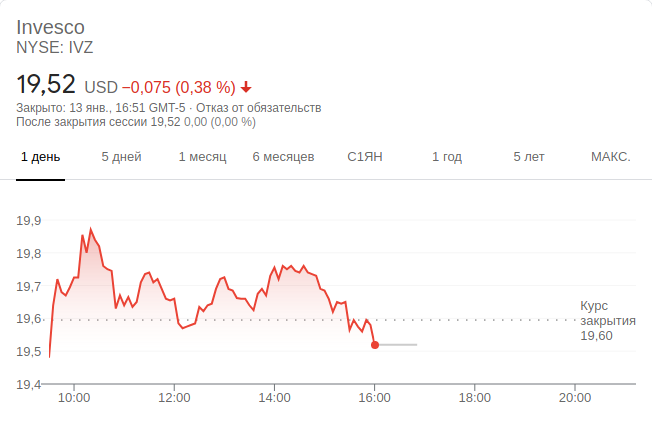 Invesco
NYSE: IVZ
19,52 USD −0,075 (0,38 %)
Закрыто: 13 янв., 16:51 GMT-5 · Отказ от обязательств
После закрытия сессии 19,52 0,00 (0,00 %)
1 день 5 дней 1 месяц 6 месяцев С1ЯН 1 год 5 лет МАКС.
19,9
19,8
19,7
19,6
19,5
19,4
Курс
закрытия
19,60
10:00 12:00 14:00 16:00 18:00 20:00